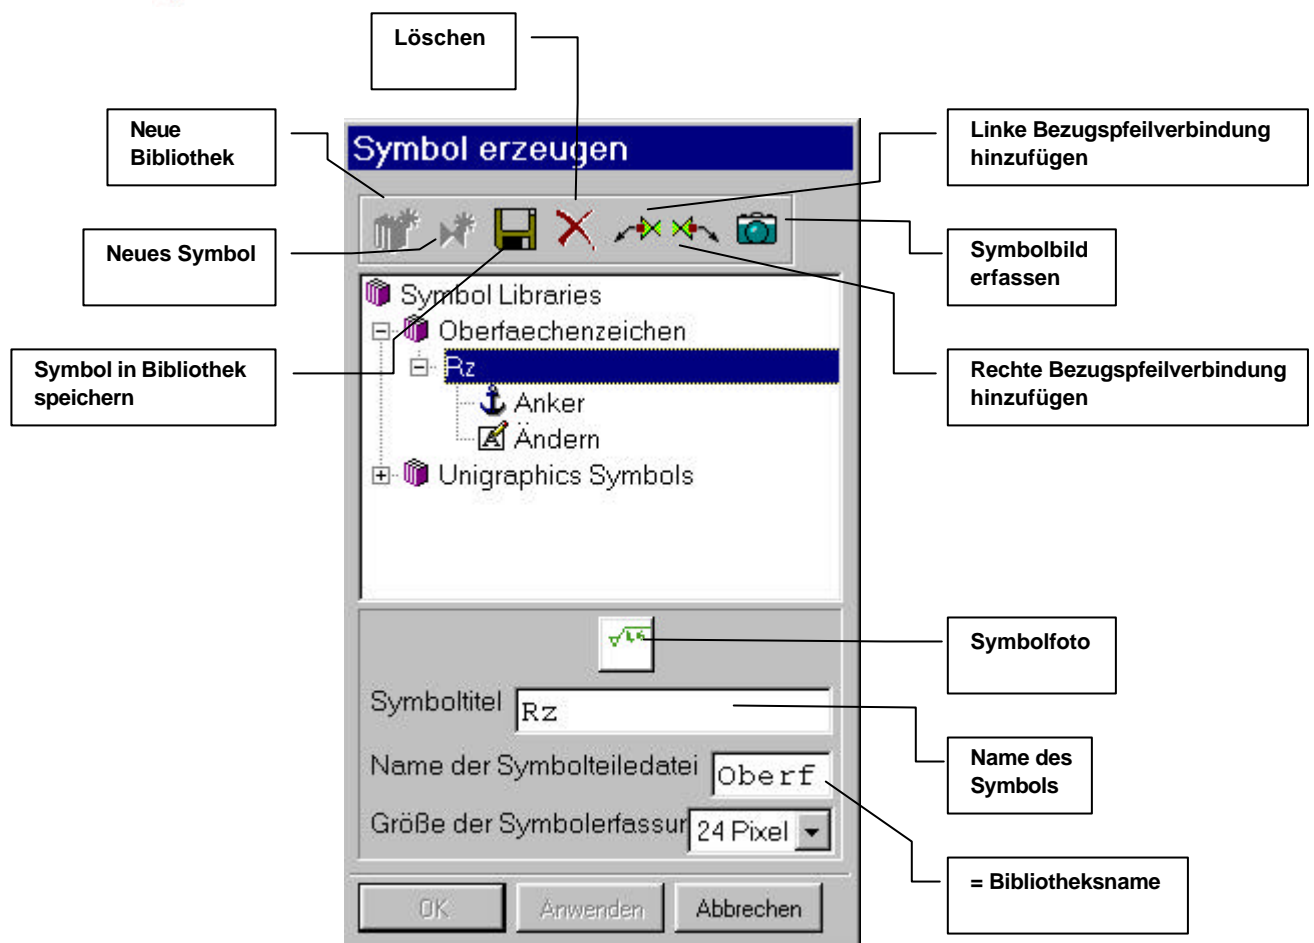 Löschen
Neue
Bibliothek
Linke Bezugspfeilverbindung
hinzufügen
Symbol erzeugen
Neues Symbol
Symbolbild
erfassen
Symbol in Bibliothek
speichern
Rechte Bezugspfeilverbindung
hinzufügen
Symbol Libraries
Oberfaechenzeichen
Rz
Anker
Ändern
Unigraphics Symbols
Symbolfoto
Symboltitel Rz
Name des
Symbols
Name der Symbolteiledatei Oberf
Größe der Symbolerfassur 24 Pixel
= Bibliotheksname
OK Anwenden Abbrechen